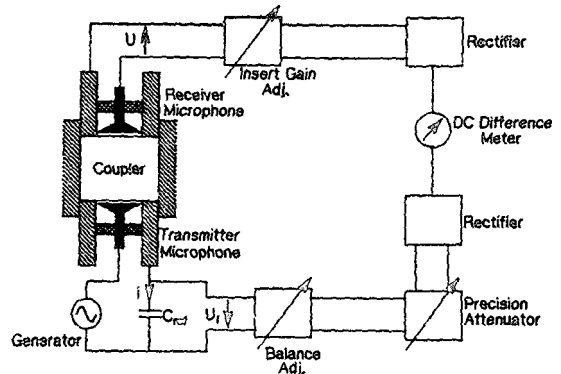 U
Insert Gain
Adj.
Rectifier
Receiver
Microphone
DC Difference
Meter
Coupler
Rectifier
Transmitter
Microphone
i
Cr
U1
Precision
Attenuator
Generator
Balance
Adj.